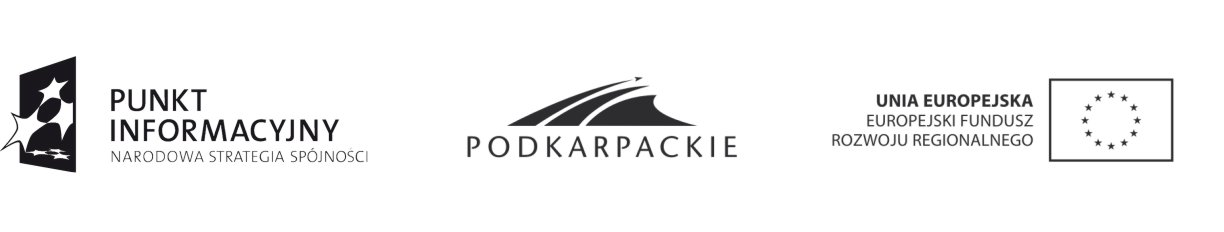 PUNKT
INFORMACYJNY
NARODOWA STRATEGIA SPÓJNOŚCI
PODKARPACKIE
UNIA EUROPEJSKA
EUROPEJSKI FUNDUSZ
ROZWOJU REGIONALNEGO